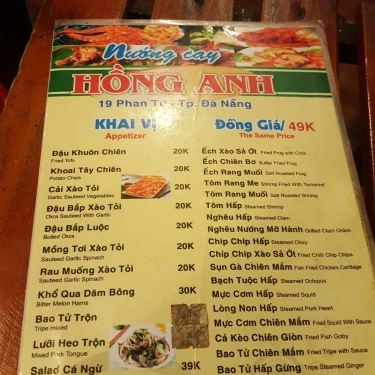 Nướng cay
HỒNG ANH
19 Phan Tứ - Tp. Đà Nẵng
KHAI VỊ
Appetizer
Đậu Khuôn Chiên 20K
Fried Tofu
Khoai Tây Chiên 20K
Potato Chips
Cải Xào Tỏi 20K
Garlic Sauteed Vegetables
Đậu Bắp Xào Tỏi 20K
Okra Sauteed With Garlic
Đậu Bắp Luộc 20K
Boiled Okra
Mồng Tơi Xào Tỏi 20K
Sauteed Garlic Spinach
Rau Muống Xào Tỏi 20K
Sauteed Garlic Spinach
Khổ Qua Dăm Bông 30K
Bitter Melon Hams
Bao Tử Trộn
Tripe mixed
Lưỡi Heo Trộn
Mixed Pork Tongue
Salad Cá Ngừ 39K
Đồng Giá/ 49K
The Same Price
Ếch Xào Sả Ớt Fried Frog with Chilli
Ếch Chiên Bơ Butter Fried Frog
Ếch Rang Muối Salt Roasted Frog
Tôm Rang Me Shrimp Fried With Tamarind
Tôm Rang Muối Salt Roasted Shrimp
Tôm Hấp Steamed Shrimp
Nghêu Hấp Steamed Clam
Nghêu Nướng Mỡ Hành Grilled Clam Onion
Chip Chip Hấp Steamed Chirp
Chíp Chíp Xào Sả Ớt Fried Chilli Chip Chips
Sụn Gà Chiên Mắm Fish Fried Chicken Cartilage
Bạch Tuộc Hấp Steamed Octopus
Mực Cơm Hấp Steamed Squid
Lòng Non Hấp Steamed Pork Heart
Mực Cơm Chiên Mắm Fried Squid With Sauce
Cá Kèo Chiên Giòn Fried Fish Goby
Bao Tử Chiên Mắm Fried Tripe With Sauce
Bao Tử Hấp Gừng Tripe Steamed Ginger